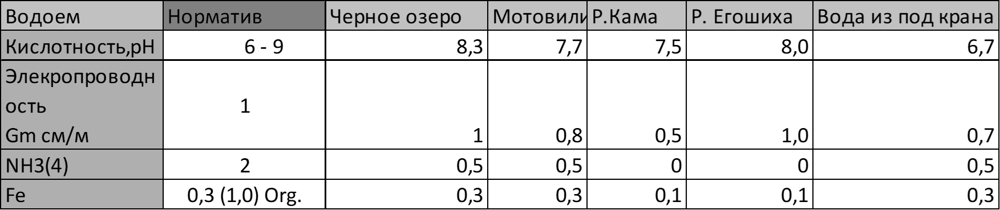 Водоем Норматив Черное озеро Мотовили Р.Кама Р. Егошиха Вода из под крана
Кислотность,pH 6 - 9 8,3 7,7 7,5 8,0 6,7
Элекропроводн
ость 1
Gm см/м 1 0,8 0,5 1,0 0,7
NH3(4) 2 0,5 0,5 0 0 0,5
Fe 0,3 (1,0) Org. 0,3 0,3 0,1 0,1 0,3